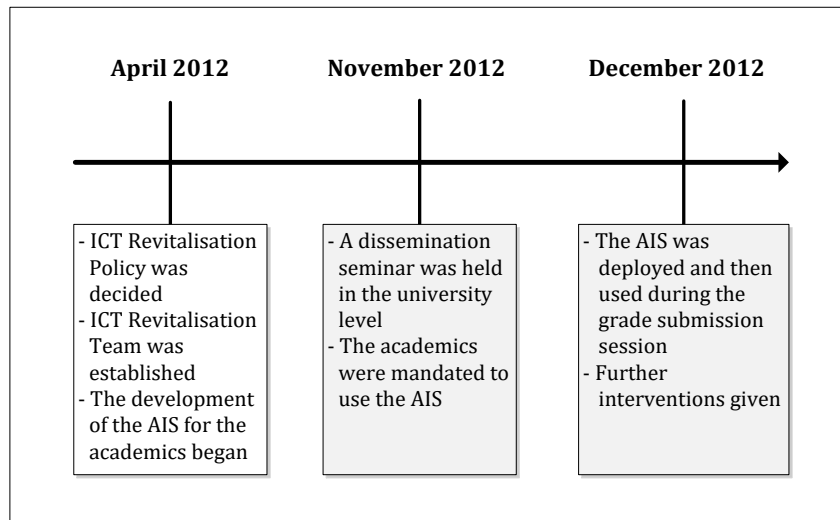 April 2012
November 2012
December 2012
- ICT Revitalisation
Policy was
decided
- ICT Revitalisation
Team was
established
- The development
of the AIS for the
academics began
- A dissemination
seminar was held
in the university
level
- The academics
were mandated to
use the AIS
- The AIS was
deployed and then
used during the
grade submission
session
- Further
interventions given